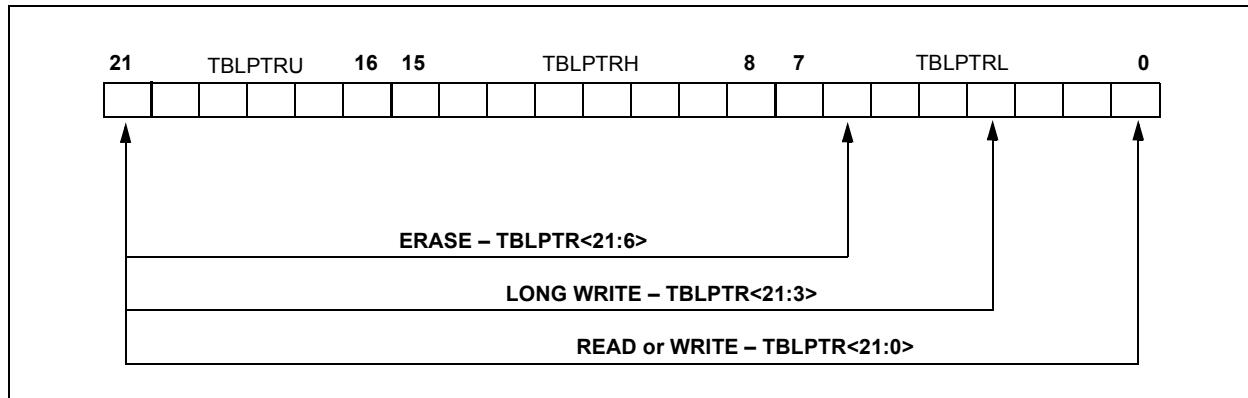 21 TBLPTRU 16 15 TBLPTRH 8 7 TBLPTRL 0
ERASE – TBLPTR<21:6>
LONG WRITE – TBLPTR<21:3>
READ or WRITE – TBLPTR<21:0>